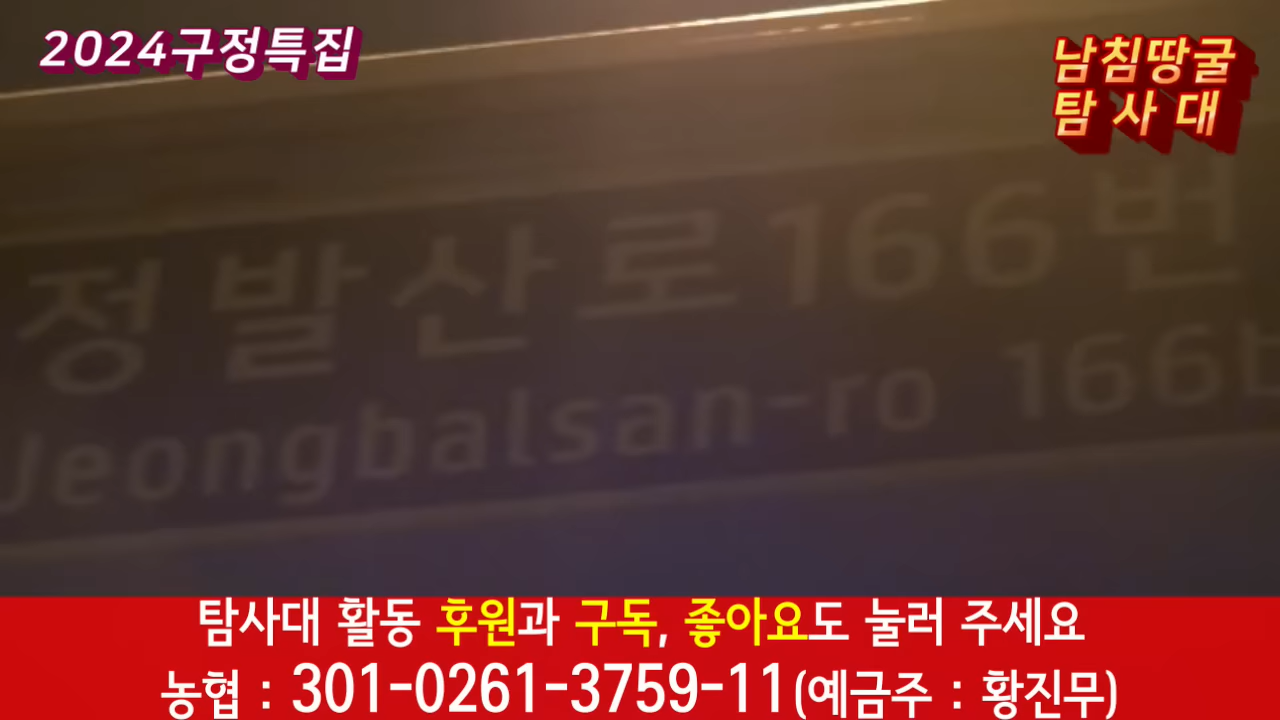 2024구정특집
남침땅굴
탐사대
정발산로166번
Jeongbalsan-ro 166b
탐사대 활동 후원과 구독, 좋아요도 눌러 주세요
농협 : 301-0261-3759-11(예금주 : 황진무)